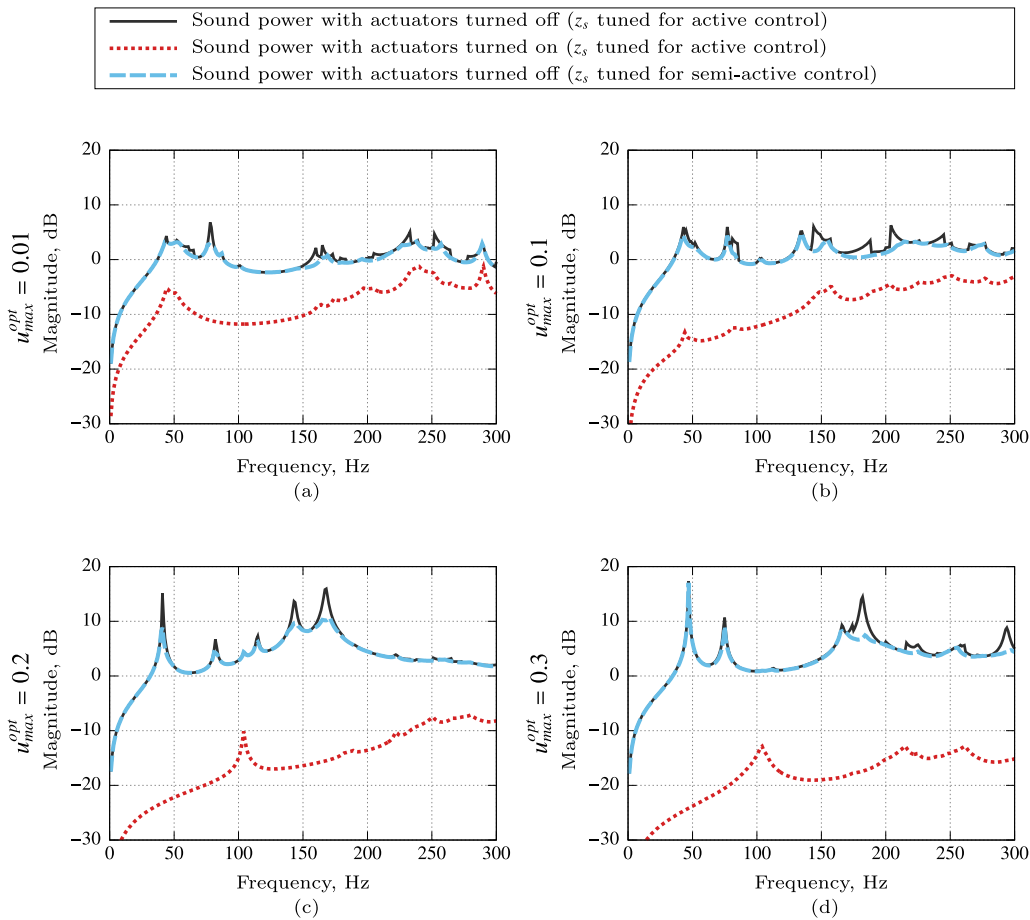 Sound power with actuators turned off (z_s tuned for active control)
Sound power with actuators turned on (z_s tuned for active control)
Sound power with actuators turned off (z_s tuned for semi-active control)
u_max^opt = 0.01
Magnitude, dB
20
10
0
−10
−20
−30
0 50 100 150 200 250 300
Frequency, Hz
(a)
u_max^opt = 0.1
Magnitude, dB
20
10
0
−10
−20
−30
0 50 100 150 200 250 300
Frequency, Hz
(b)
u_max^opt = 0.2
Magnitude, dB
20
10
0
−10
−20
−30
0 50 100 150 200 250 300
Frequency, Hz
(c)
u_max^opt = 0.3
Magnitude, dB
20
10
0
−10
−20
−30
0 50 100 150 200 250 300
Frequency, Hz
(d)